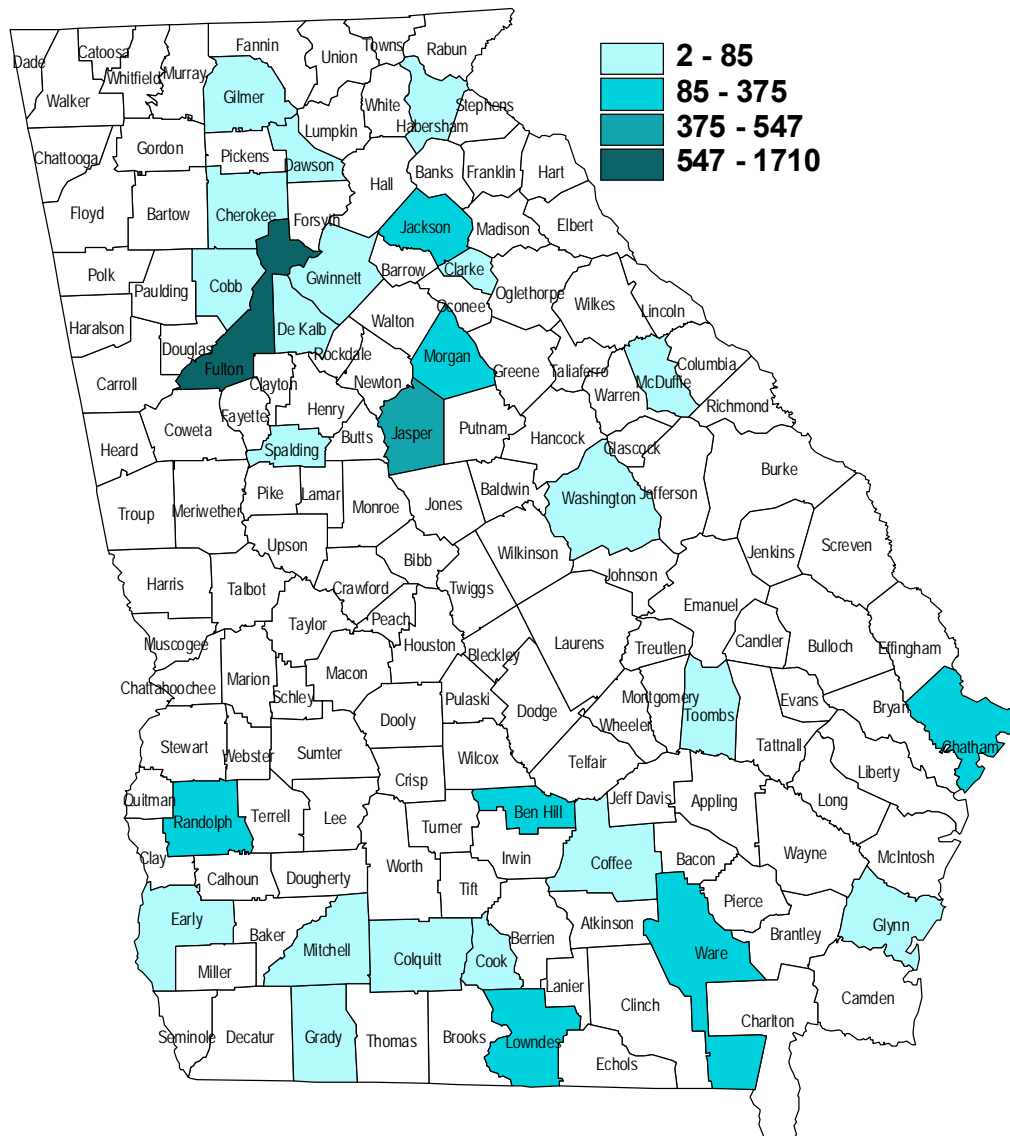 Dade
Catoosa
Whitfield
Murray
Fannin
Union
Towns
Rabun
Walker
Gilmer
White
Habersham
Stephens
Lumpkin
Chattooga
Gordon
Pickens
Dawson
Hall
Banks
Franklin
Hart
Floyd
Bartow
Cherokee
Forsyth
Jackson
Madison
Elbert
Polk
Paulding
Cobb
Gwinnett
Barrow
Clarke
Oglethorpe
Oconee
Wilkes
Lincoln
Haralson
Douglas
Fulton
De Kalb
Rockdale
Walton
Morgan
Greene
Taliaferro
McDuffie
Columbia
Warren
Richmond
Carroll
Clayton
Newton
Fayette
Henry
Coweta
Heard
Spalding
Butts
Jasper
Putnam
Hancock
Glascock
Burke
Troup
Meriwether
Pike
Lamar
Monroe
Jones
Baldwin
Washington
Jefferson
Upson
Bibb
Wilkinson
Jenkins
Screven
Harris
Talbot
Crawford
Twiggs
Johnson
Emanuel
Muscogee
Taylor
Peach
Houston
Bleckley
Laurens
Treutlen
Candler
Bulloch
Effingham
Chattahoochee
Marion
Schley
Macon
Pulaski
Dooly
Dodge
Wheeler
Montgomery
Toombs
Evans
Bryan
Tattnall
Chatham
Stewart
Webster
Sumter
Crisp
Wilcox
Telfair
Liberty
Quitman
Randolph
Terrell
Lee
Turner
Ben Hill
Jeff Davis
Appling
Long
Clay
Calhoun
Dougherty
Worth
Tift
Irwin
Coffee
Bacon
Wayne
McIntosh
Early
Baker
Mitchell
Colquitt
Cook
Berrien
Atkinson
Pierce
Ware
Brantley
Glynn
Miller
Lanier
Clinch
Charlton
Camden
Seminole
Decatur
Grady
Thomas
Brooks
Lowndes
Echols
2 - 85
85 - 375
375 - 547
547 - 1710